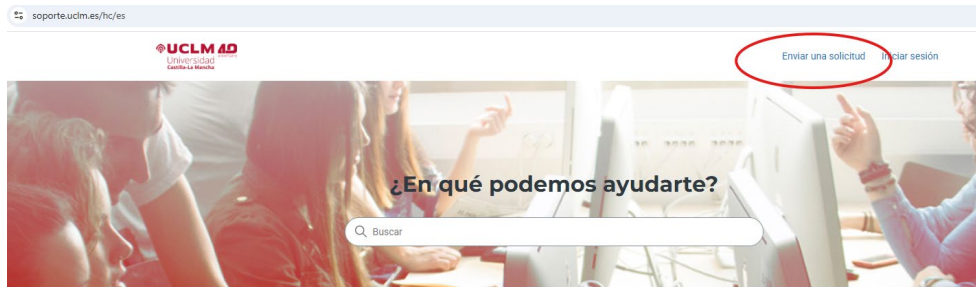 soporte.uclm.es/hc/es
UCLM 40
Universidad
Castilla-La Mancha
Enviar una solicitud Iniciar sesión
¿En qué podemos ayudarte?
Buscar